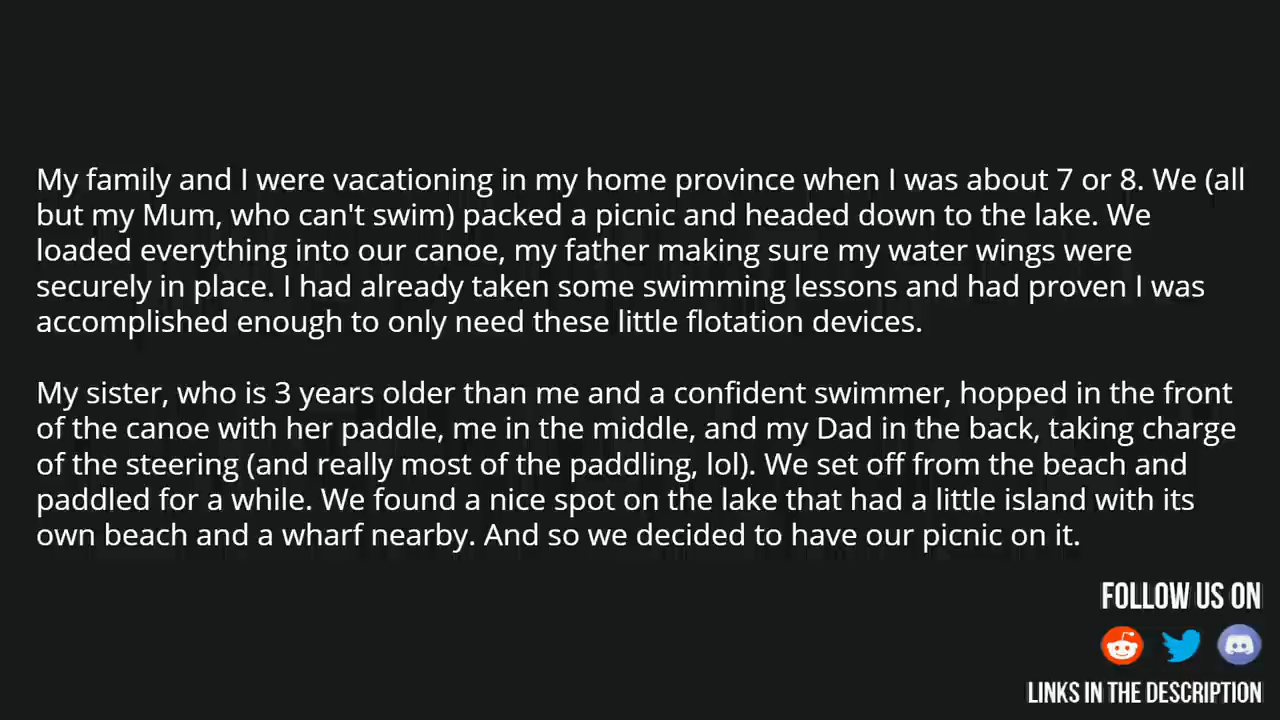 My family and I were vacationing in my home province when I was about 7 or 8. We (all
but my Mum, who can't swim) packed a picnic and headed down to the lake. We
loaded everything into our canoe, my father making sure my water wings were
securely in place. I had already taken some swimming lessons and had proven I was
accomplished enough to only need these little flotation devices.
My sister, who is 3 years older than me and a confident swimmer, hopped in the front
of the canoe with her paddle, me in the middle, and my Dad in the back, taking charge
of the steering (and really most of the paddling, lol). We set off from the beach and
paddled for a while. We found a nice spot on the lake that had a little island with its
own beach and a wharf nearby. And so we decided to have our picnic on it.
FOLLOW US ON
LINKS IN THE DESCRIPTION